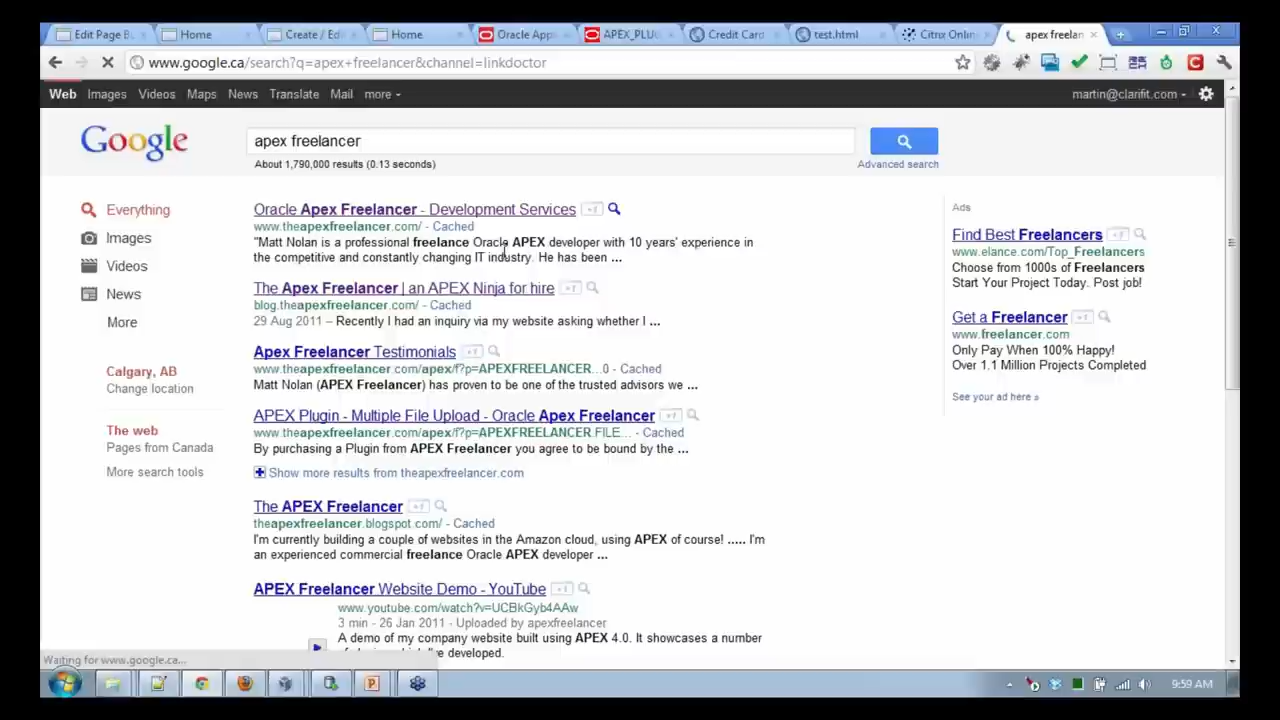 Edit Page B
Home
Create / Edi
Home
Oracle App
APEX_PLU
Credit Card
test.html
Citrix Onlin
apex freelan
www.google.ca/search?q=apex+freelancer&channel=linkdoctor
Web Images Videos Maps News Translate Mail more
martin@clarifit.com
Google
apex freelancer
About 1,790,000 results (0.13 seconds)
Advanced search
Everything
Images
Videos
News
More
Calgary, AB
Change location
The web
Pages from Canada
More search tools
Oracle Apex Freelancer - Development Services +1
www.theapexfreelancer.com/ - Cached
"Matt Nolan is a professional freelance Oracle APEX developer with 10 years' experience in
the competitive and constantly changing IT industry. He has been ...
The Apex Freelancer | an APEX Ninja for hire +1
blog.theapexfreelancer.com/ - Cached
29 Aug 2011 – Recently I had an inquiry via my website asking whether I ...
Apex Freelancer Testimonials +1
www.theapexfreelancer.com/apex/f?p=APEXFREELANCER...0 - Cached
Matt Nolan (APEX Freelancer) has proven to be one of the trusted advisors we ...
APEX Plugin - Multiple File Upload - Oracle Apex Freelancer +1
www.theapexfreelancer.com/apex/f?p=APEXFREELANCER.FILE... - Cached
By purchasing a Plugin from APEX Freelancer you agree to be bound by the ...
Show more results from theapexfreelancer.com
The APEX Freelancer +1
theapexfreelancer.blogspot.com/ - Cached
I'm currently building a couple of websites in the Amazon cloud, using APEX of course! ..... I'm
an experienced commercial freelance Oracle APEX developer ...
APEX Freelancer Website Demo - YouTube +1
www.youtube.com/watch?v=UCBkGyb4AAw
3 min - 26 Jan 2011 - Uploaded by apexfreelancer
A demo of my company website built using APEX 4.0. It showcases a number
developed.
Ads
Find Best Freelancers +1
www.elance.com/Top_Freelancers
Choose from 1000s of Freelancers
Start Your Project Today. Post job!
Get a Freelancer +1
www.freelancer.com
Only Pay When 100% Happy!
Over 1.1 Million Projects Completed
See your ad here »
Waiting for www.google.ca...
9:59 AM